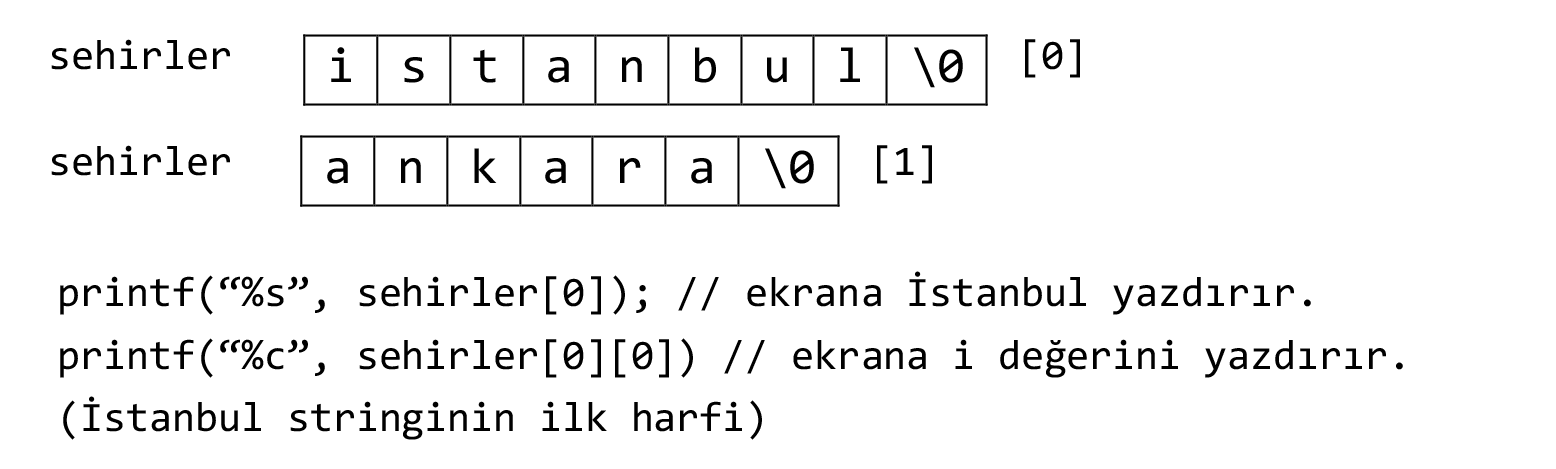 sehirler i s t a n b u l \0 [0]
sehirler a n k a r a \0 [1]
printf(“%s”, sehirler[0]); // ekrana İstanbul yazdırır.
printf(“%c”, sehirler[0][0]) // ekrana i değerini yazdırır.
(İstanbul stringinin ilk harfi)